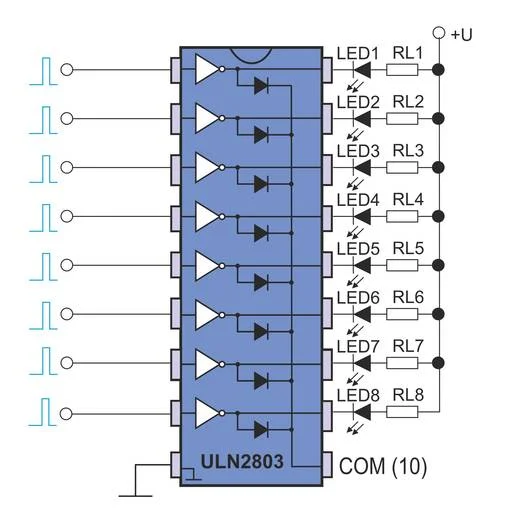 +U
LED1 RL1
LED2 RL2
LED3 RL3
LED4 RL4
LED5 RL5
LED6 RL6
LED7 RL7
LED8 RL8
ULN2803 COM (10)